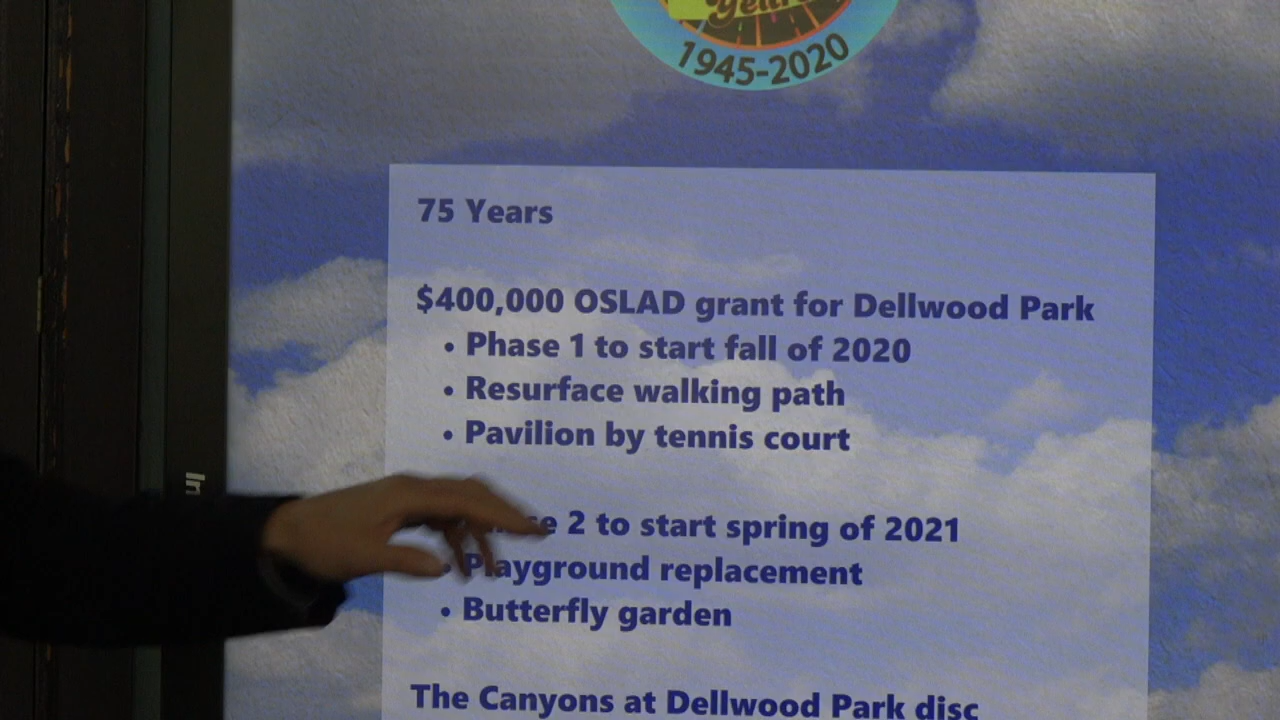 Years
1945-2020
75 Years
$400,000 OSLAD grant for Dellwood Park
• Phase 1 to start fall of 2020
• Resurface walking path
• Pavilion by tennis court
2 to start spring of 2021
• Playground replacement
• Butterfly garden
The Canyons at Dellwood Park disc
In